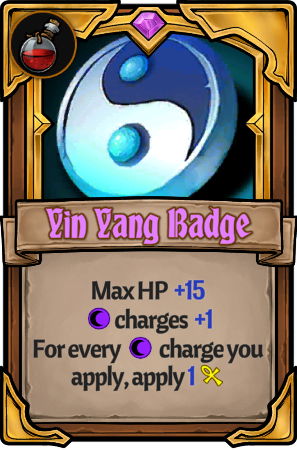 Yin Yang Badge
Max HP +15
charges +1
For every charge you
apply, apply 1